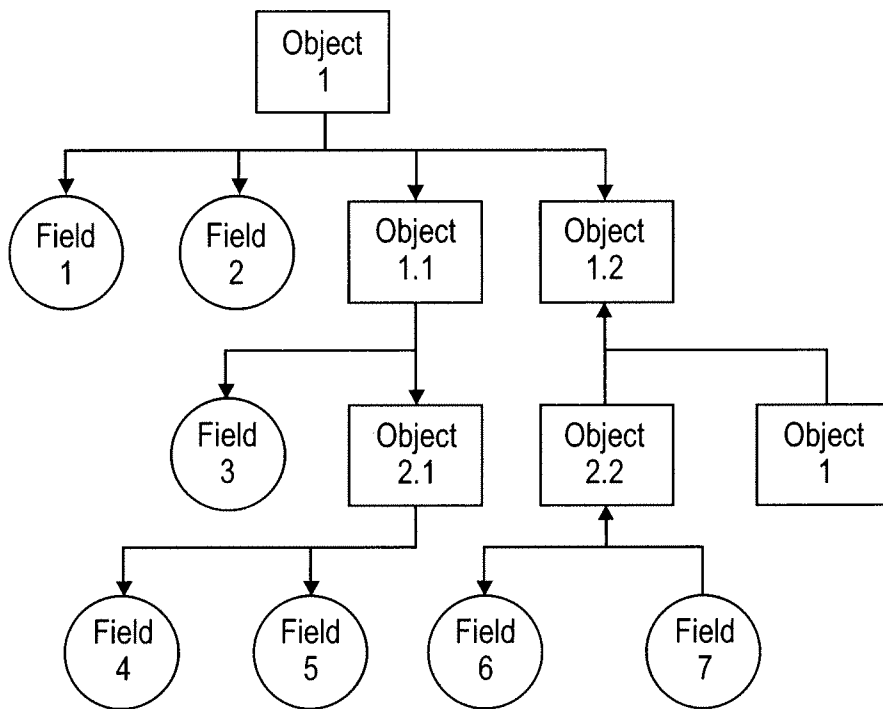 Object
1
Field
1
Field
2
Object
1.1
Object
1.2
Field
3
Object
2.1
Object
2.2
Object
1
Field
4
Field
5
Field
6
Field
7